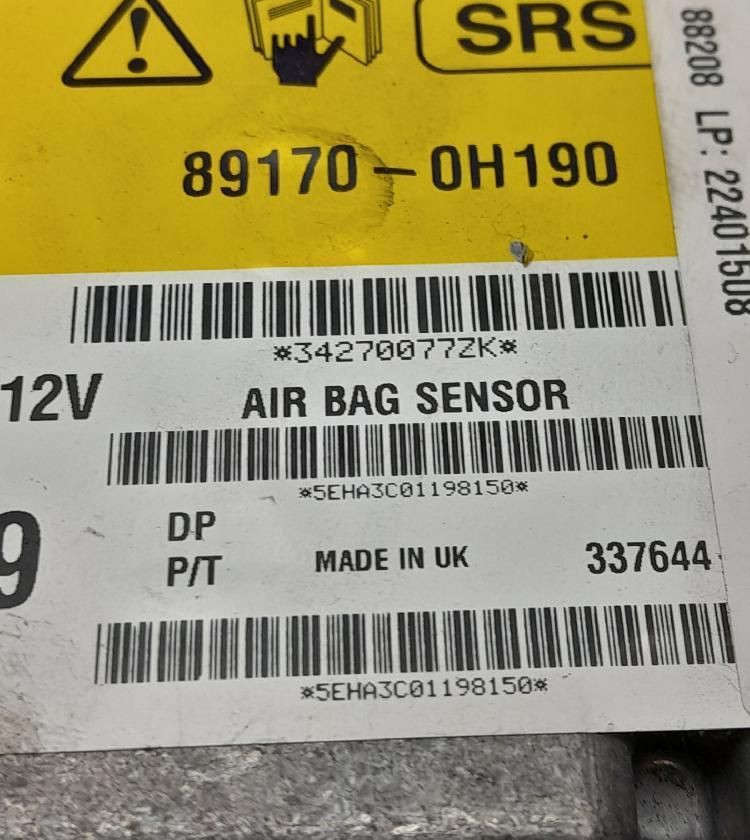 SRS
89170-0H190
*34270077ZK*
12V
AIR BAG SENSOR
*5EHA3C01198150*
9
DP
P/T
MADE IN UK
337644
*5EHA3C01198150*
88208 LP: 22401508